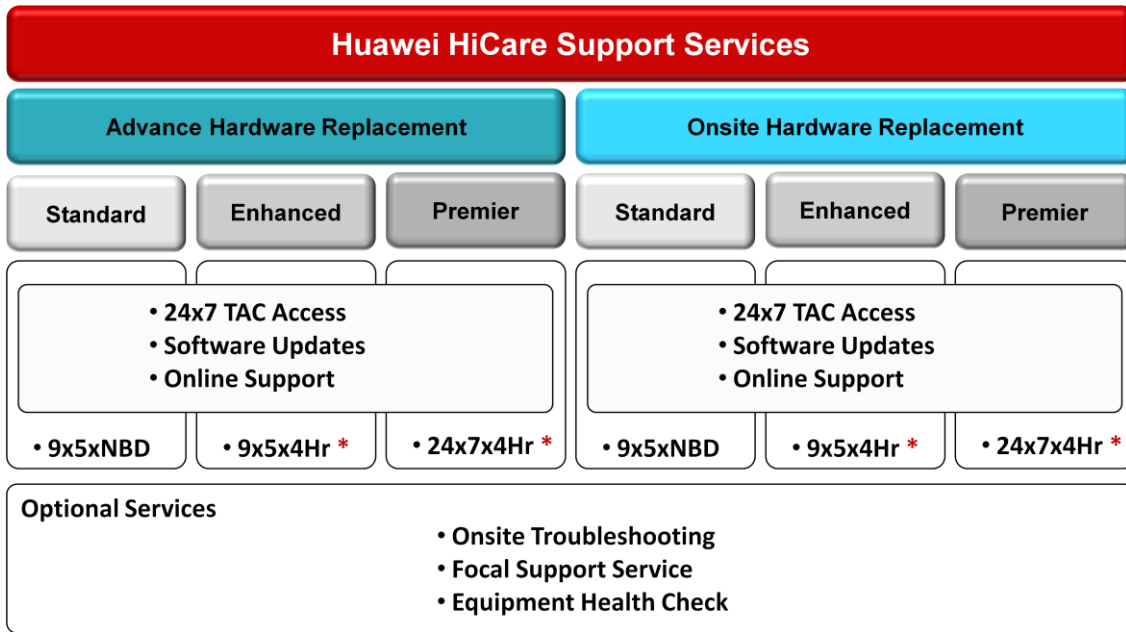 Huawei HiCare Support Services
Advance Hardware Replacement
Onsite Hardware Replacement
Standard
Enhanced
Premier
Standard
Enhanced
Premier
• 24x7 TAC Access
• Software Updates
• Online Support
• 24x7 TAC Access
• Software Updates
• Online Support
• 9x5xNBD
• 9x5x4Hr *
• 24x7x4Hr *
• 9x5xNBD
• 9x5x4Hr *
• 24x7x4Hr *
Optional Services
• Onsite Troubleshooting
• Focal Support Service
• Equipment Health Check